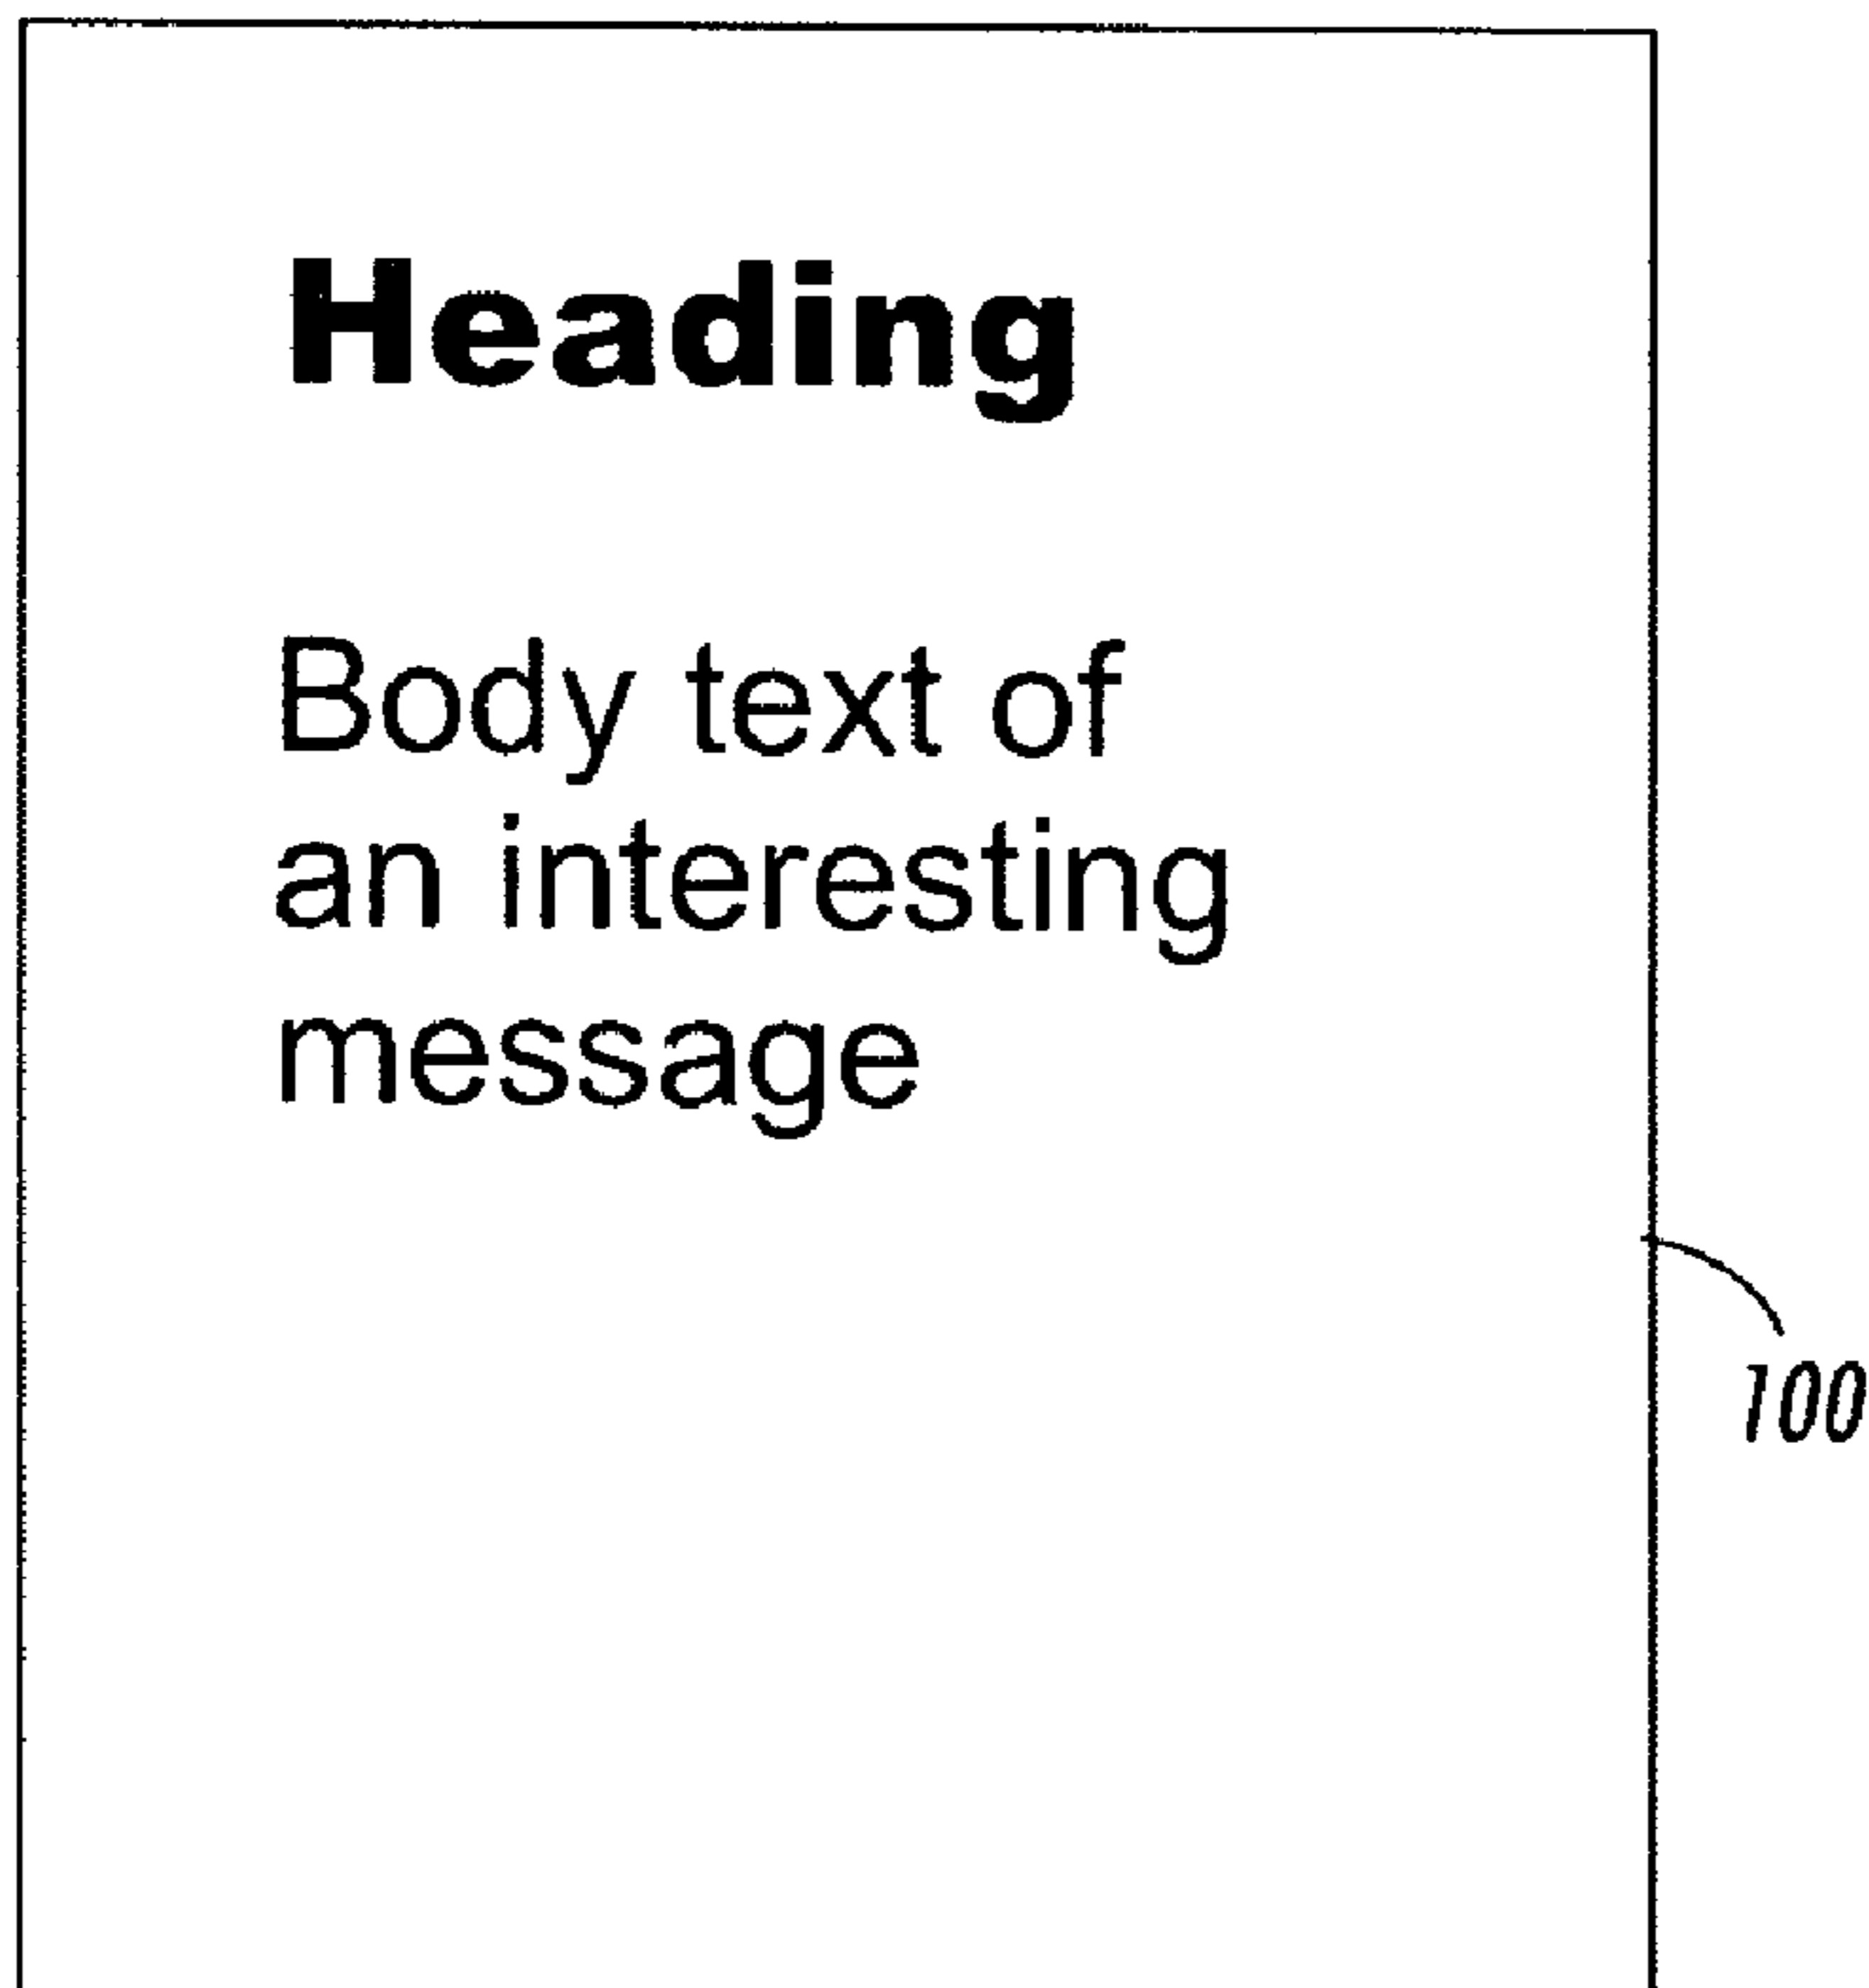 Heading
Body text of
an interesting
message
100